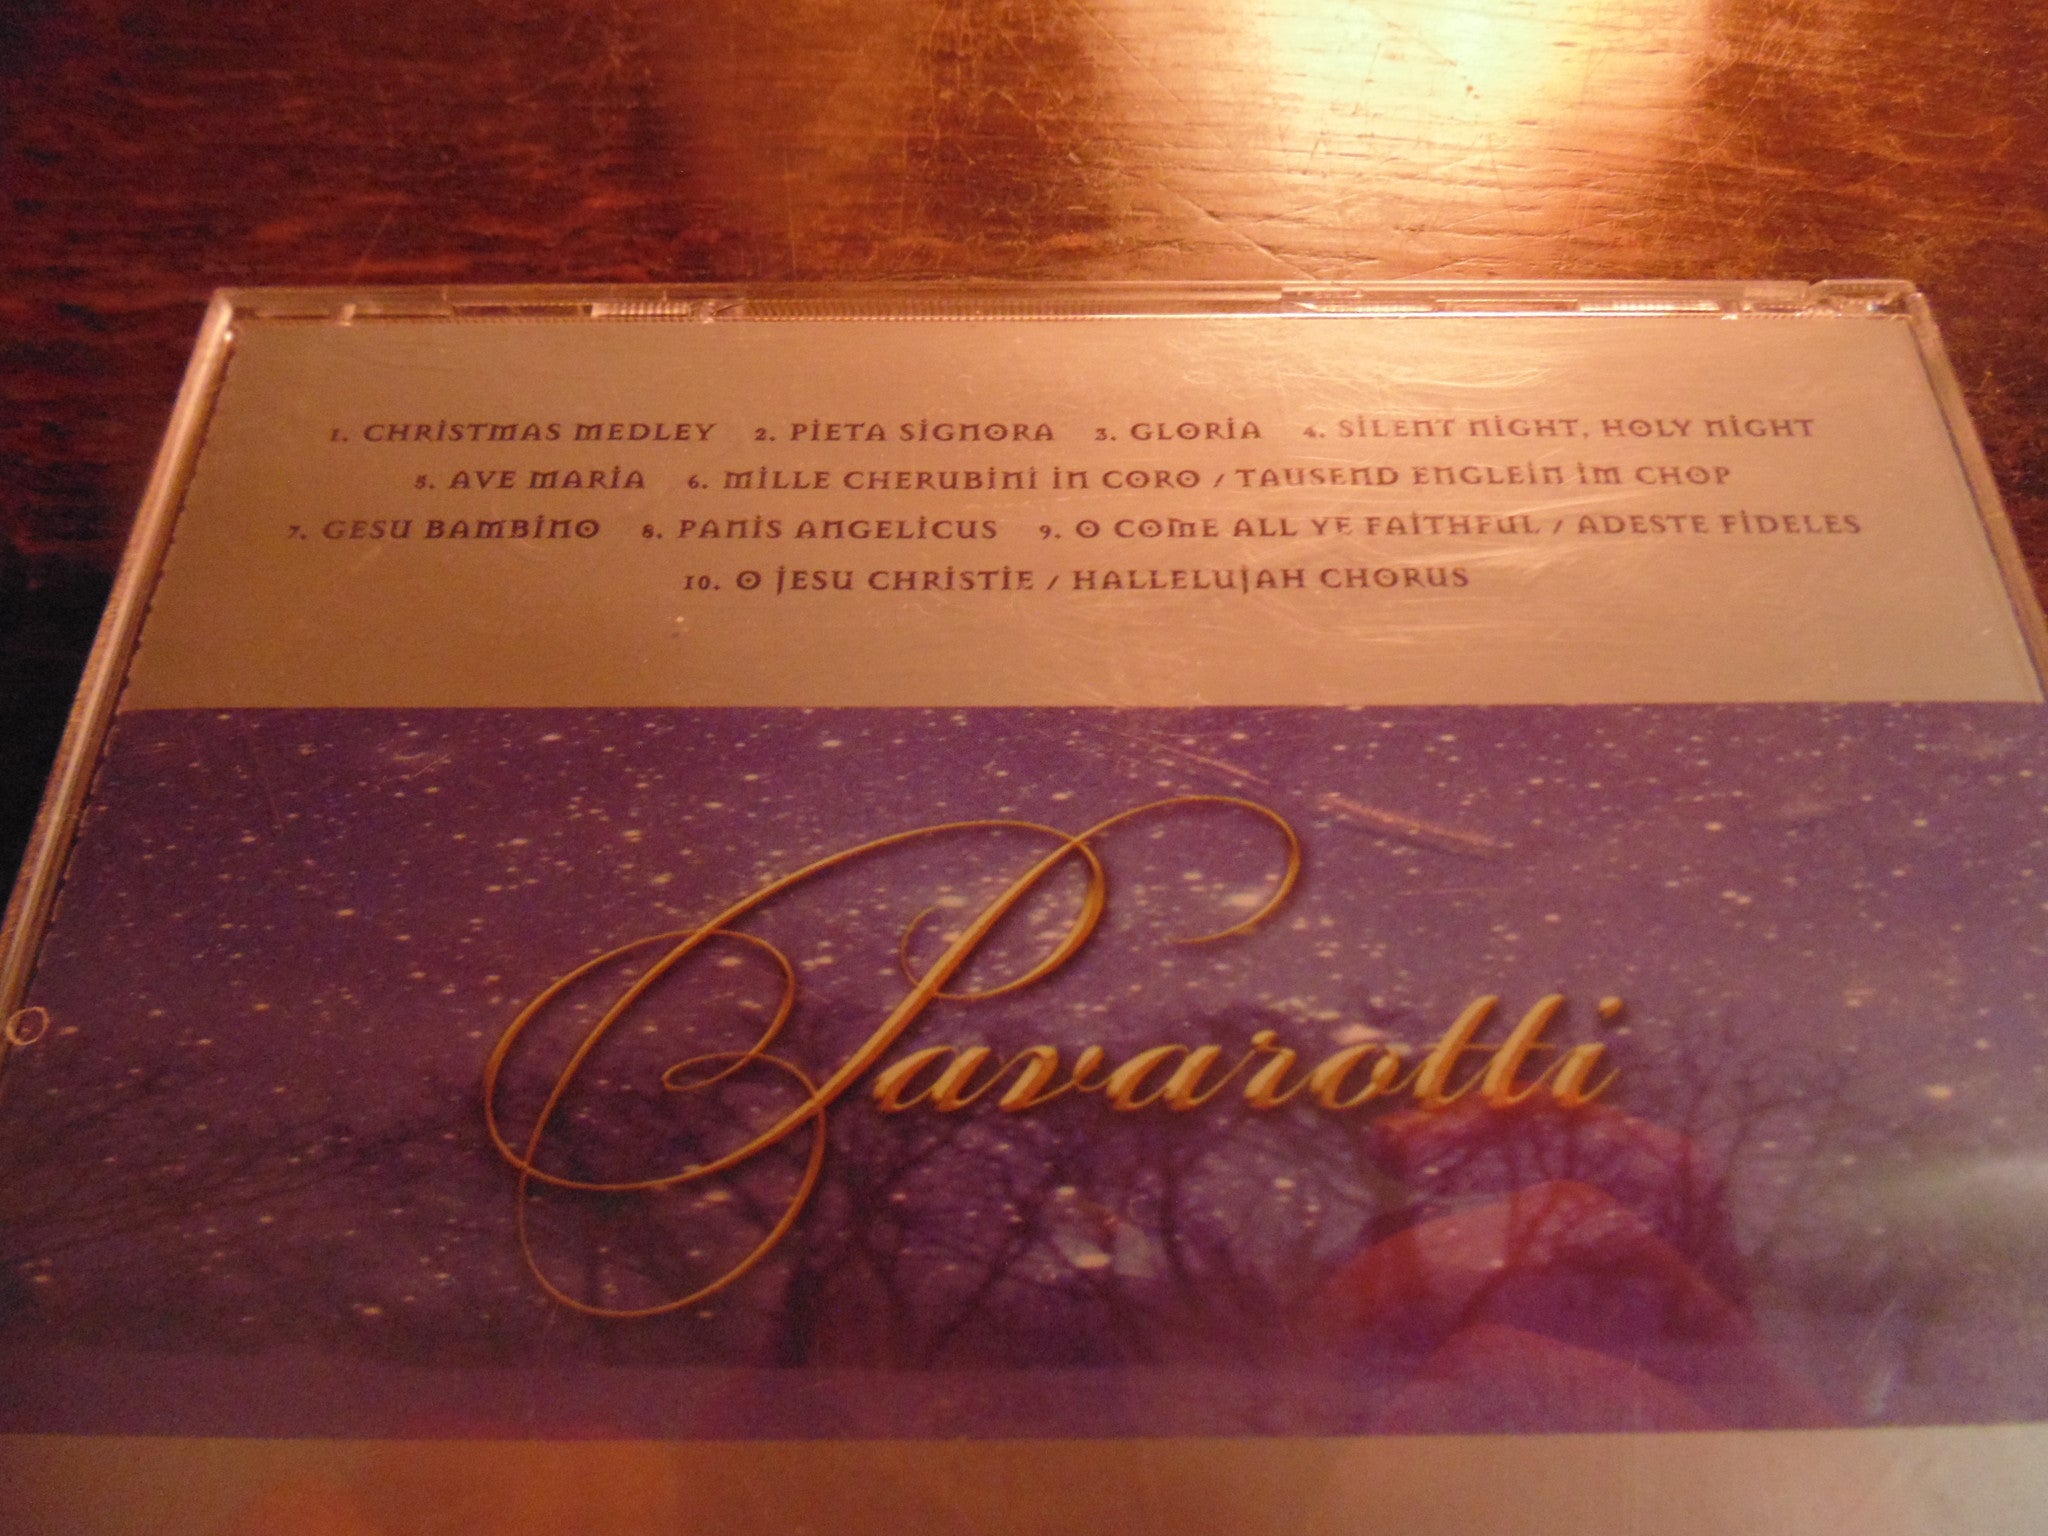 1. CHRISTMAS MEDLEY 2. PIETA SIGNORA 3. GLORIA 4. SILENT NIGHT, HOLY NIGHT
5. AVE MARIA 6. MILLE CHERUBINI IN CORO / TAUSEND ENGLEIN IM CHOP
7. GESU BAMBINO 8. PANIS ANGELICUS 9. O COME ALL YE FAITHFUL / ADESTE FIDELES
10. O JESU CHRISTIE / HALLELUJAH CHORUS
Pavarotti